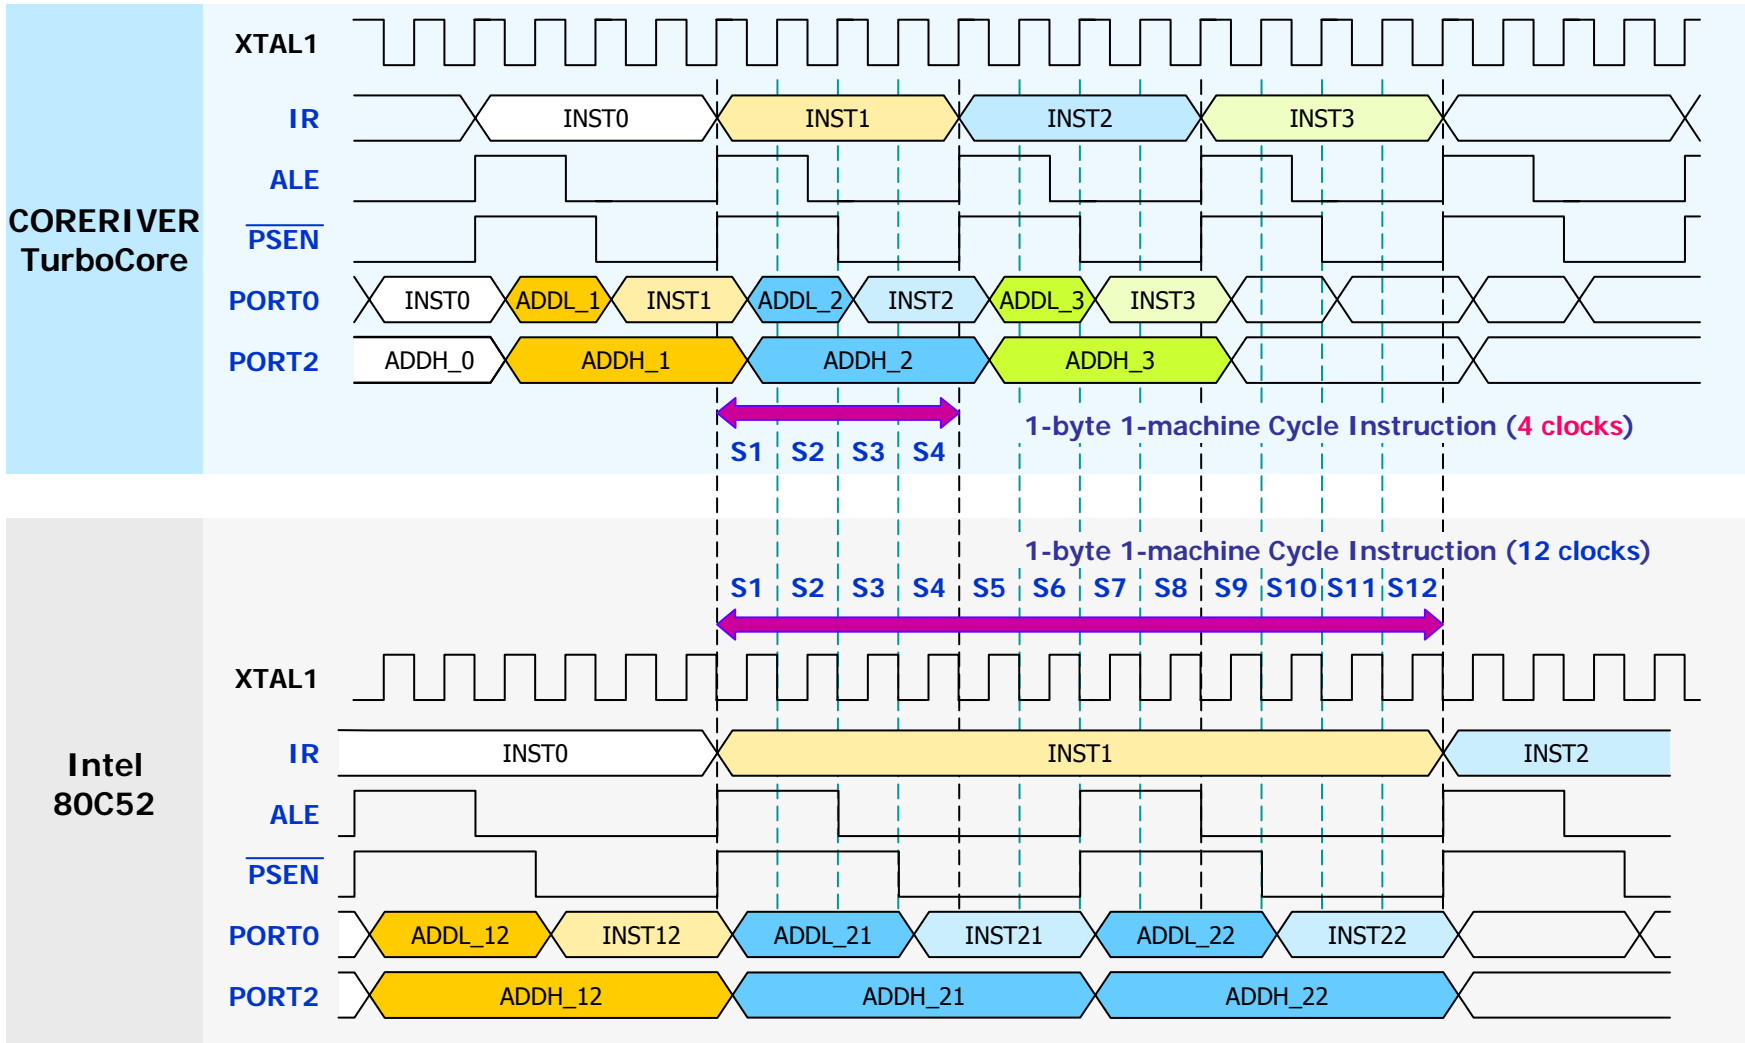 CORERIVER
TurboCore
XTAL1
IR INST0 INST1 INST2 INST3
ALE
PSEN
PORT0 INST0 ADDL_1 INST1 ADDL_2 INST2 ADDL_3 INST3
PORT2 ADDH_0 ADDH_1 ADDH_2 ADDH_3
1-byte 1-machine Cycle Instruction (4 clocks)
S1 S2 S3 S4
Intel
80C52
1-byte 1-machine Cycle Instruction (12 clocks)
S1 S2 S3 S4 S5 S6 S7 S8 S9 S10 S11 S12
XTAL1
IR INST0 INST1 INST2
ALE
PSEN
PORT0 ADDL_12 INST12 ADDL_21 INST21 ADDL_22 INST22
PORT2 ADDH_12 ADDH_21 ADDH_22